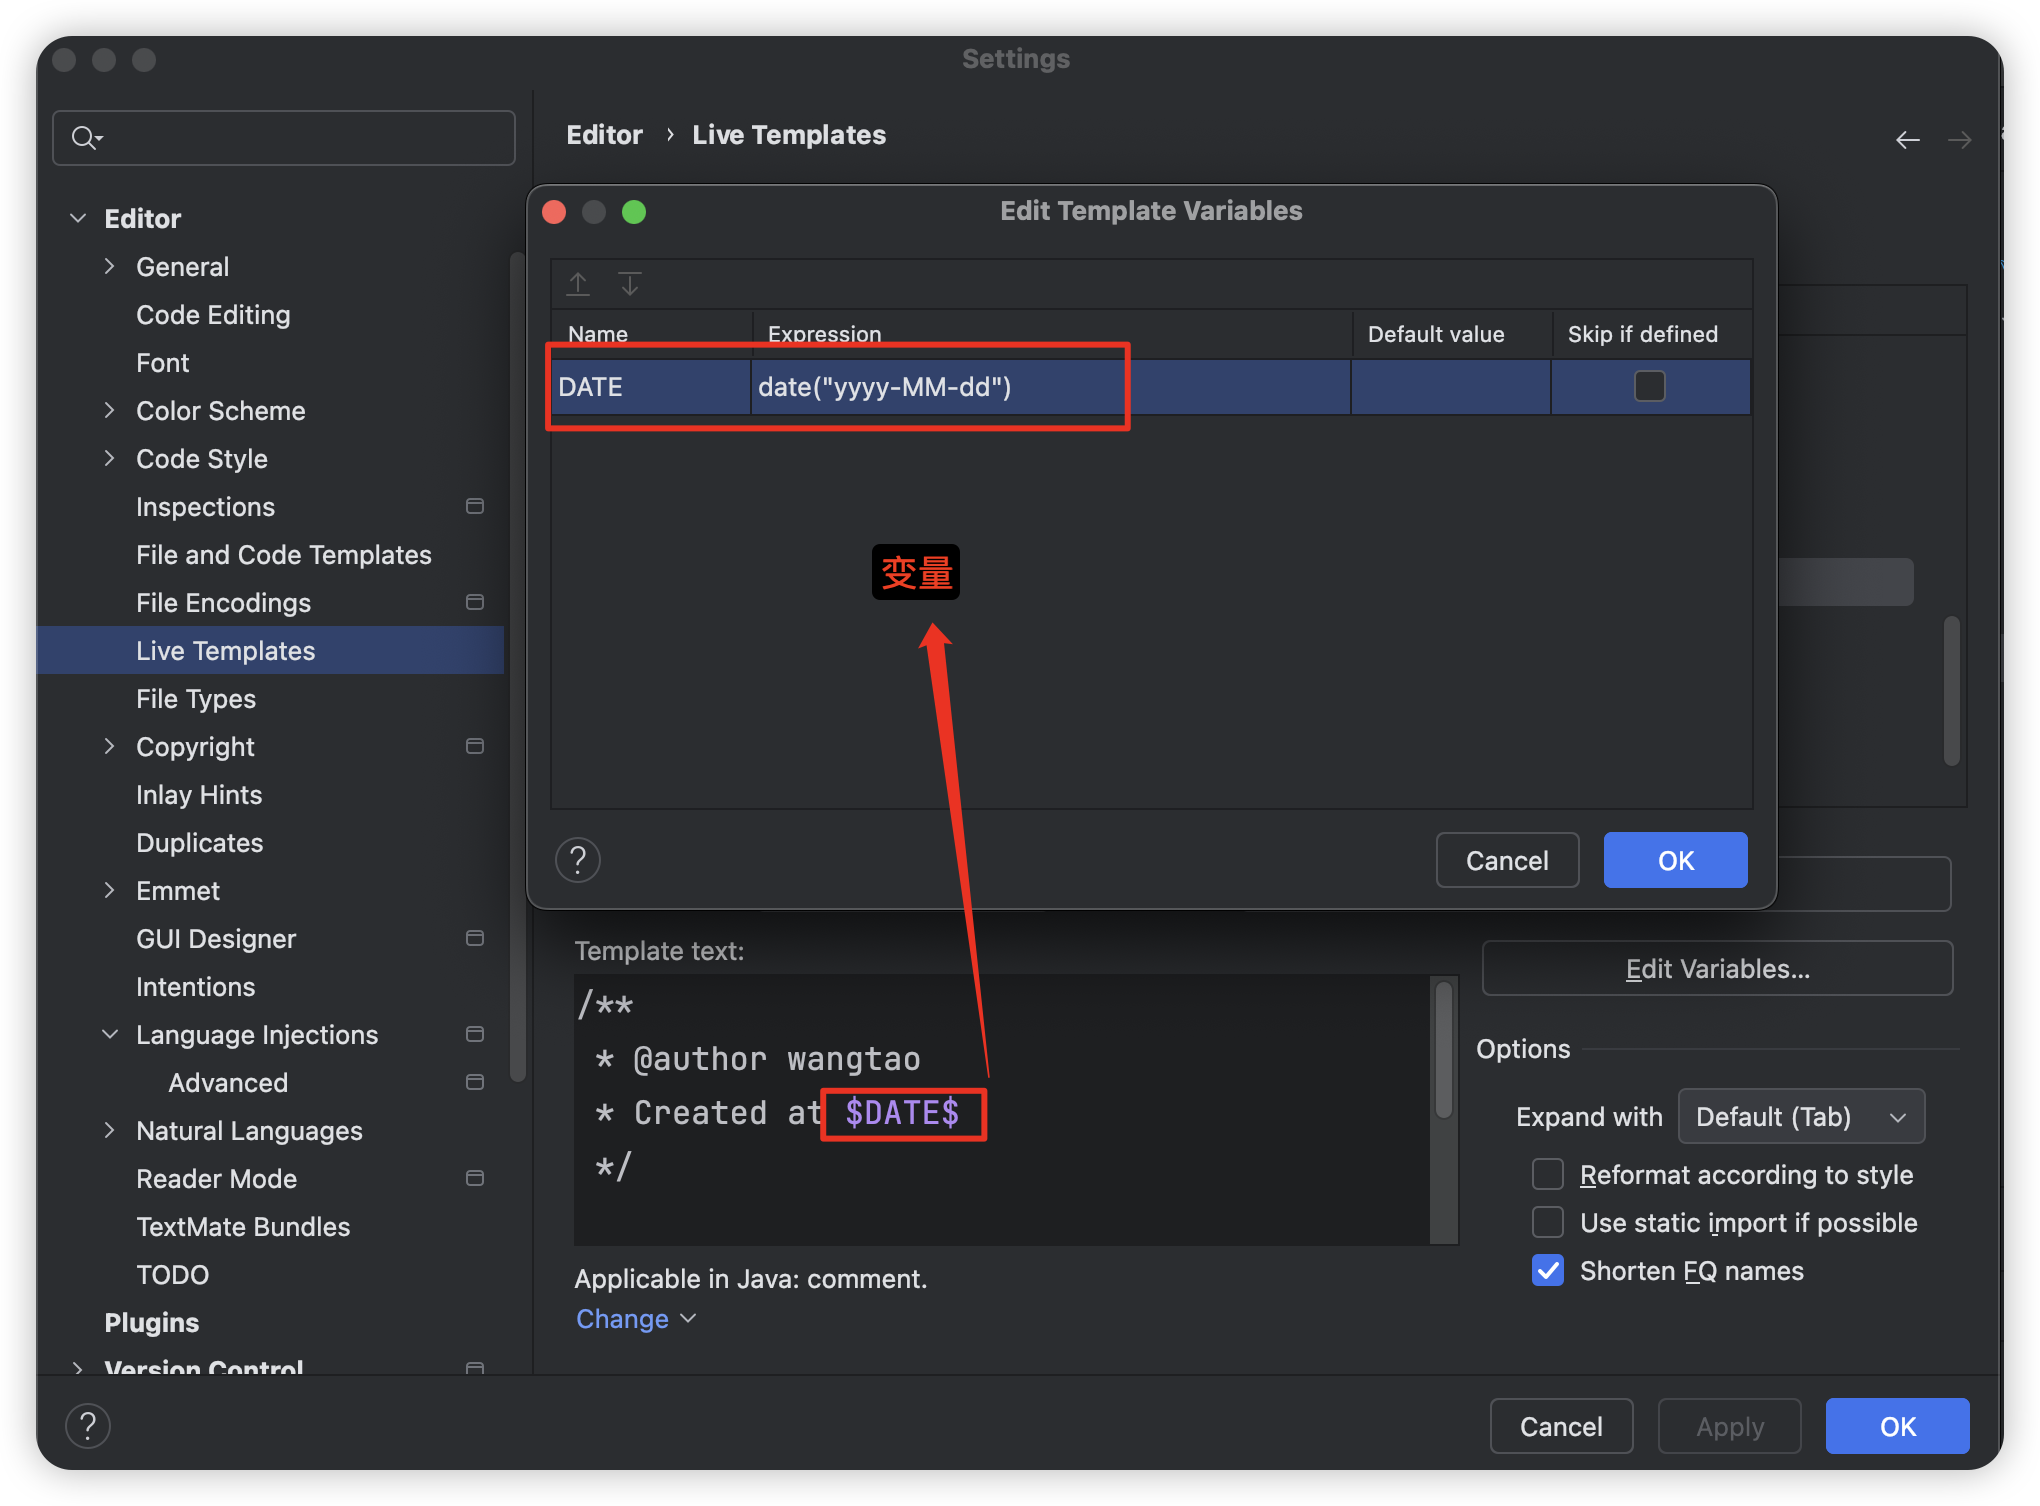 Settings
Editor › Live Templates
Editor
General
Code Editing
Font
Color Scheme
Code Style
Inspections
File and Code Templates
File Encodings
Live Templates
File Types
Copyright
Inlay Hints
Duplicates
Emmet
GUI Designer
Intentions
Language Injections
Advanced
Natural Languages
Reader Mode
TextMate Bundles
TODO
Plugins
Version Control
Edit Template Variables
Name Expression Default value Skip if defined
DATE date("yyyy-MM-dd")
变量
? Cancel OK
Template text:
Edit Variables...
/**
* @author wangtao
* Created at $DATE$
*/
Applicable in Java: comment.
Change
Options
Expand with Default (Tab)
Reformat according to style
Use static import if possible
Shorten FQ names
? Cancel Apply OK